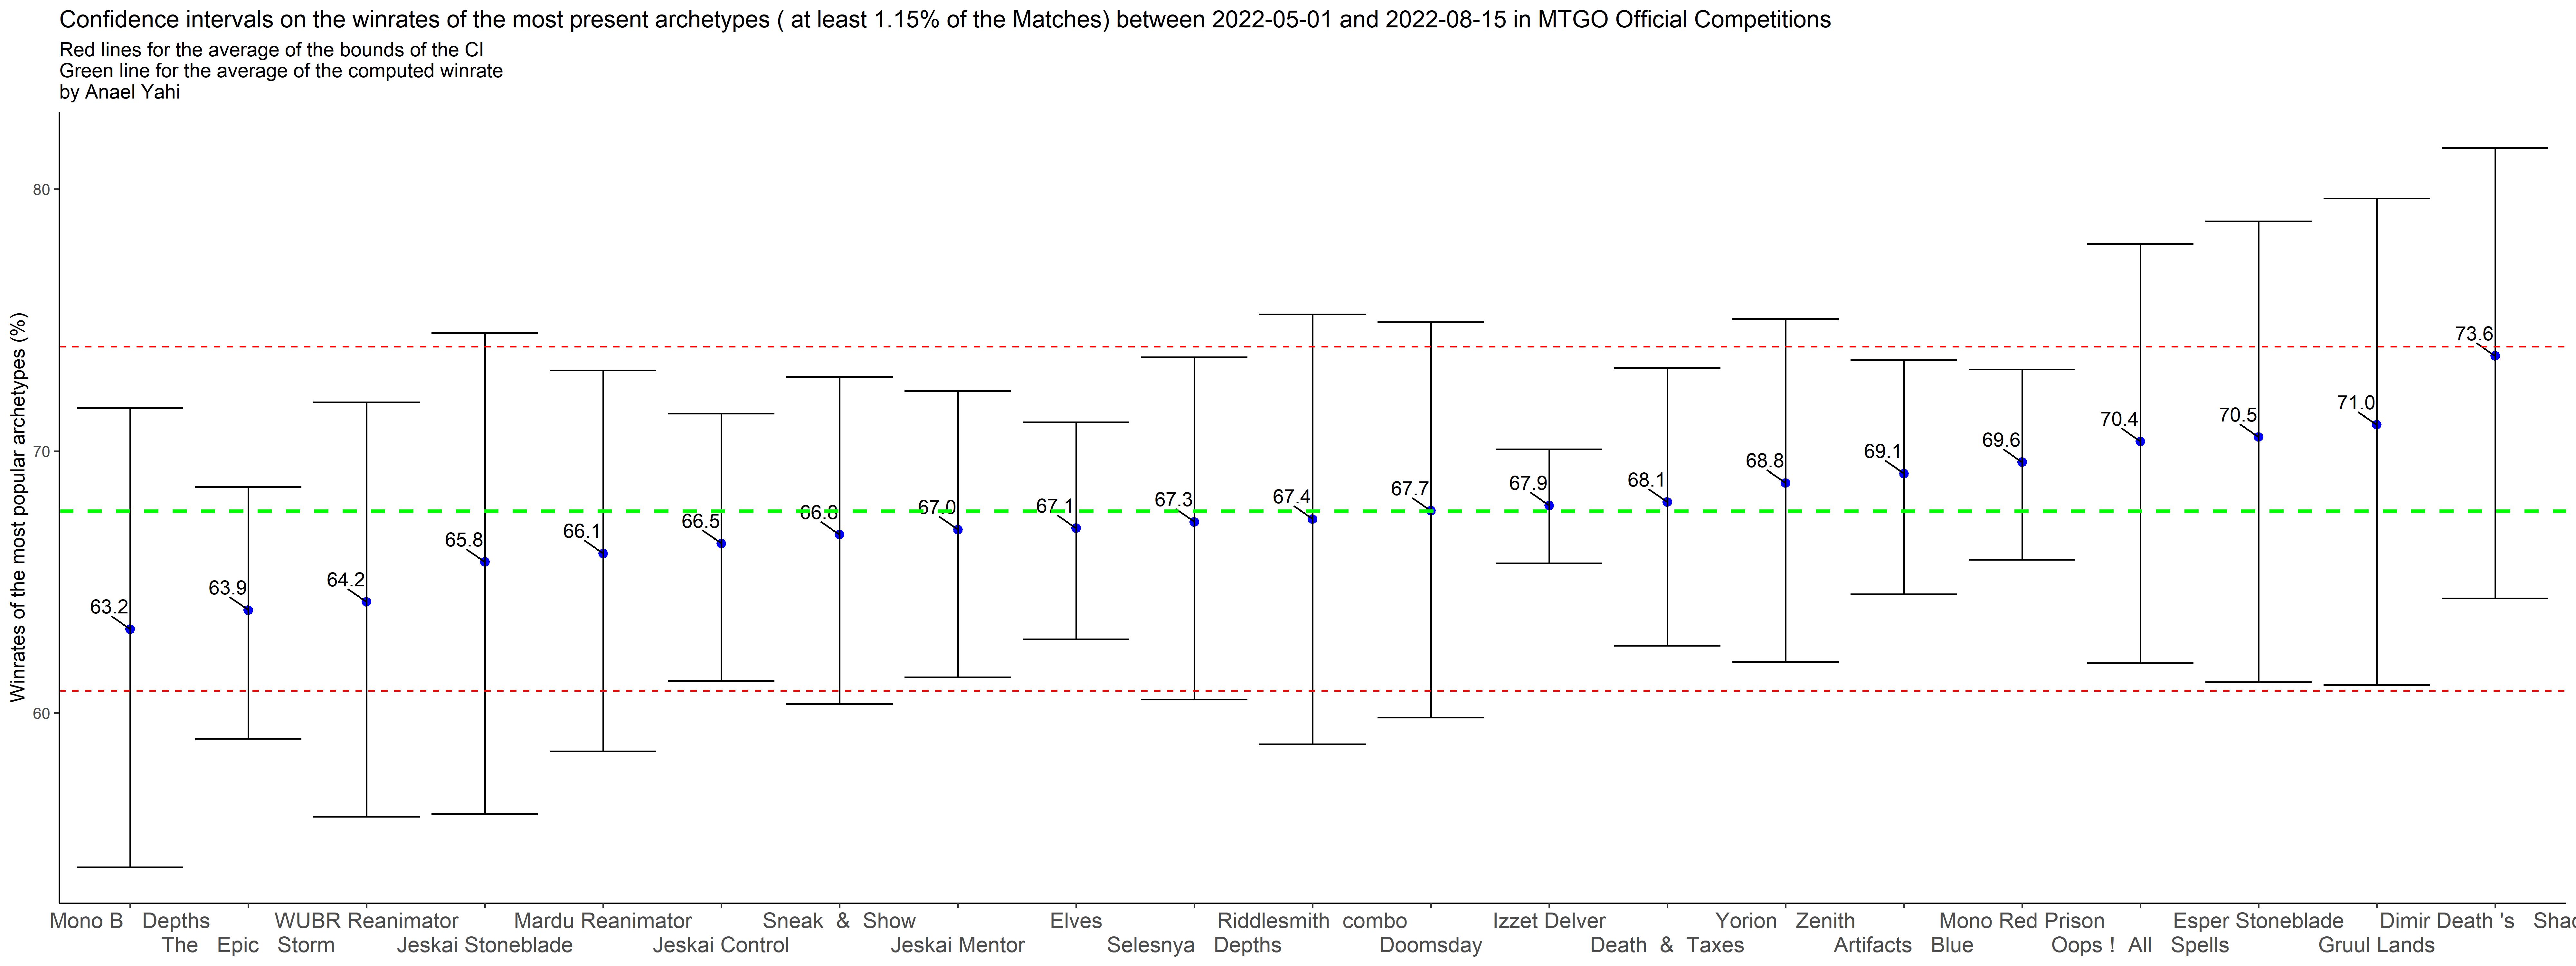 Confidence intervals on the winrates of the most present archetypes ( at least 1.15% of the Matches) between 2022-05-01 and 2022-08-15 in MTGO Official Competitions
Red lines for the average of the bounds of the CI
Green line for the average of the computed winrate
by Anael Yahi
Winrates of the most popular archetypes (%)
80
70
60
63.2
63.9
64.2
65.8
66.1
66.5
66.8
67.0
67.1
67.3
67.4
67.7
67.9
68.1
68.8
69.1
69.6
70.4
70.5
71.0
73.6
Mono B Depths
The Epic Storm
WUBR Reanimator
Jeskai Stoneblade
Mardu Reanimator
Jeskai Control
Sneak & Show
Jeskai Mentor
Elves
Selesnya Depths
Riddlesmith combo
Doomsday
Izzet Delver
Death & Taxes
Yorion Zenith
Artifacts Blue
Mono Red Prison
Oops ! All Spells
Esper Stoneblade
Gruul Lands
Dimir Death 's Shad